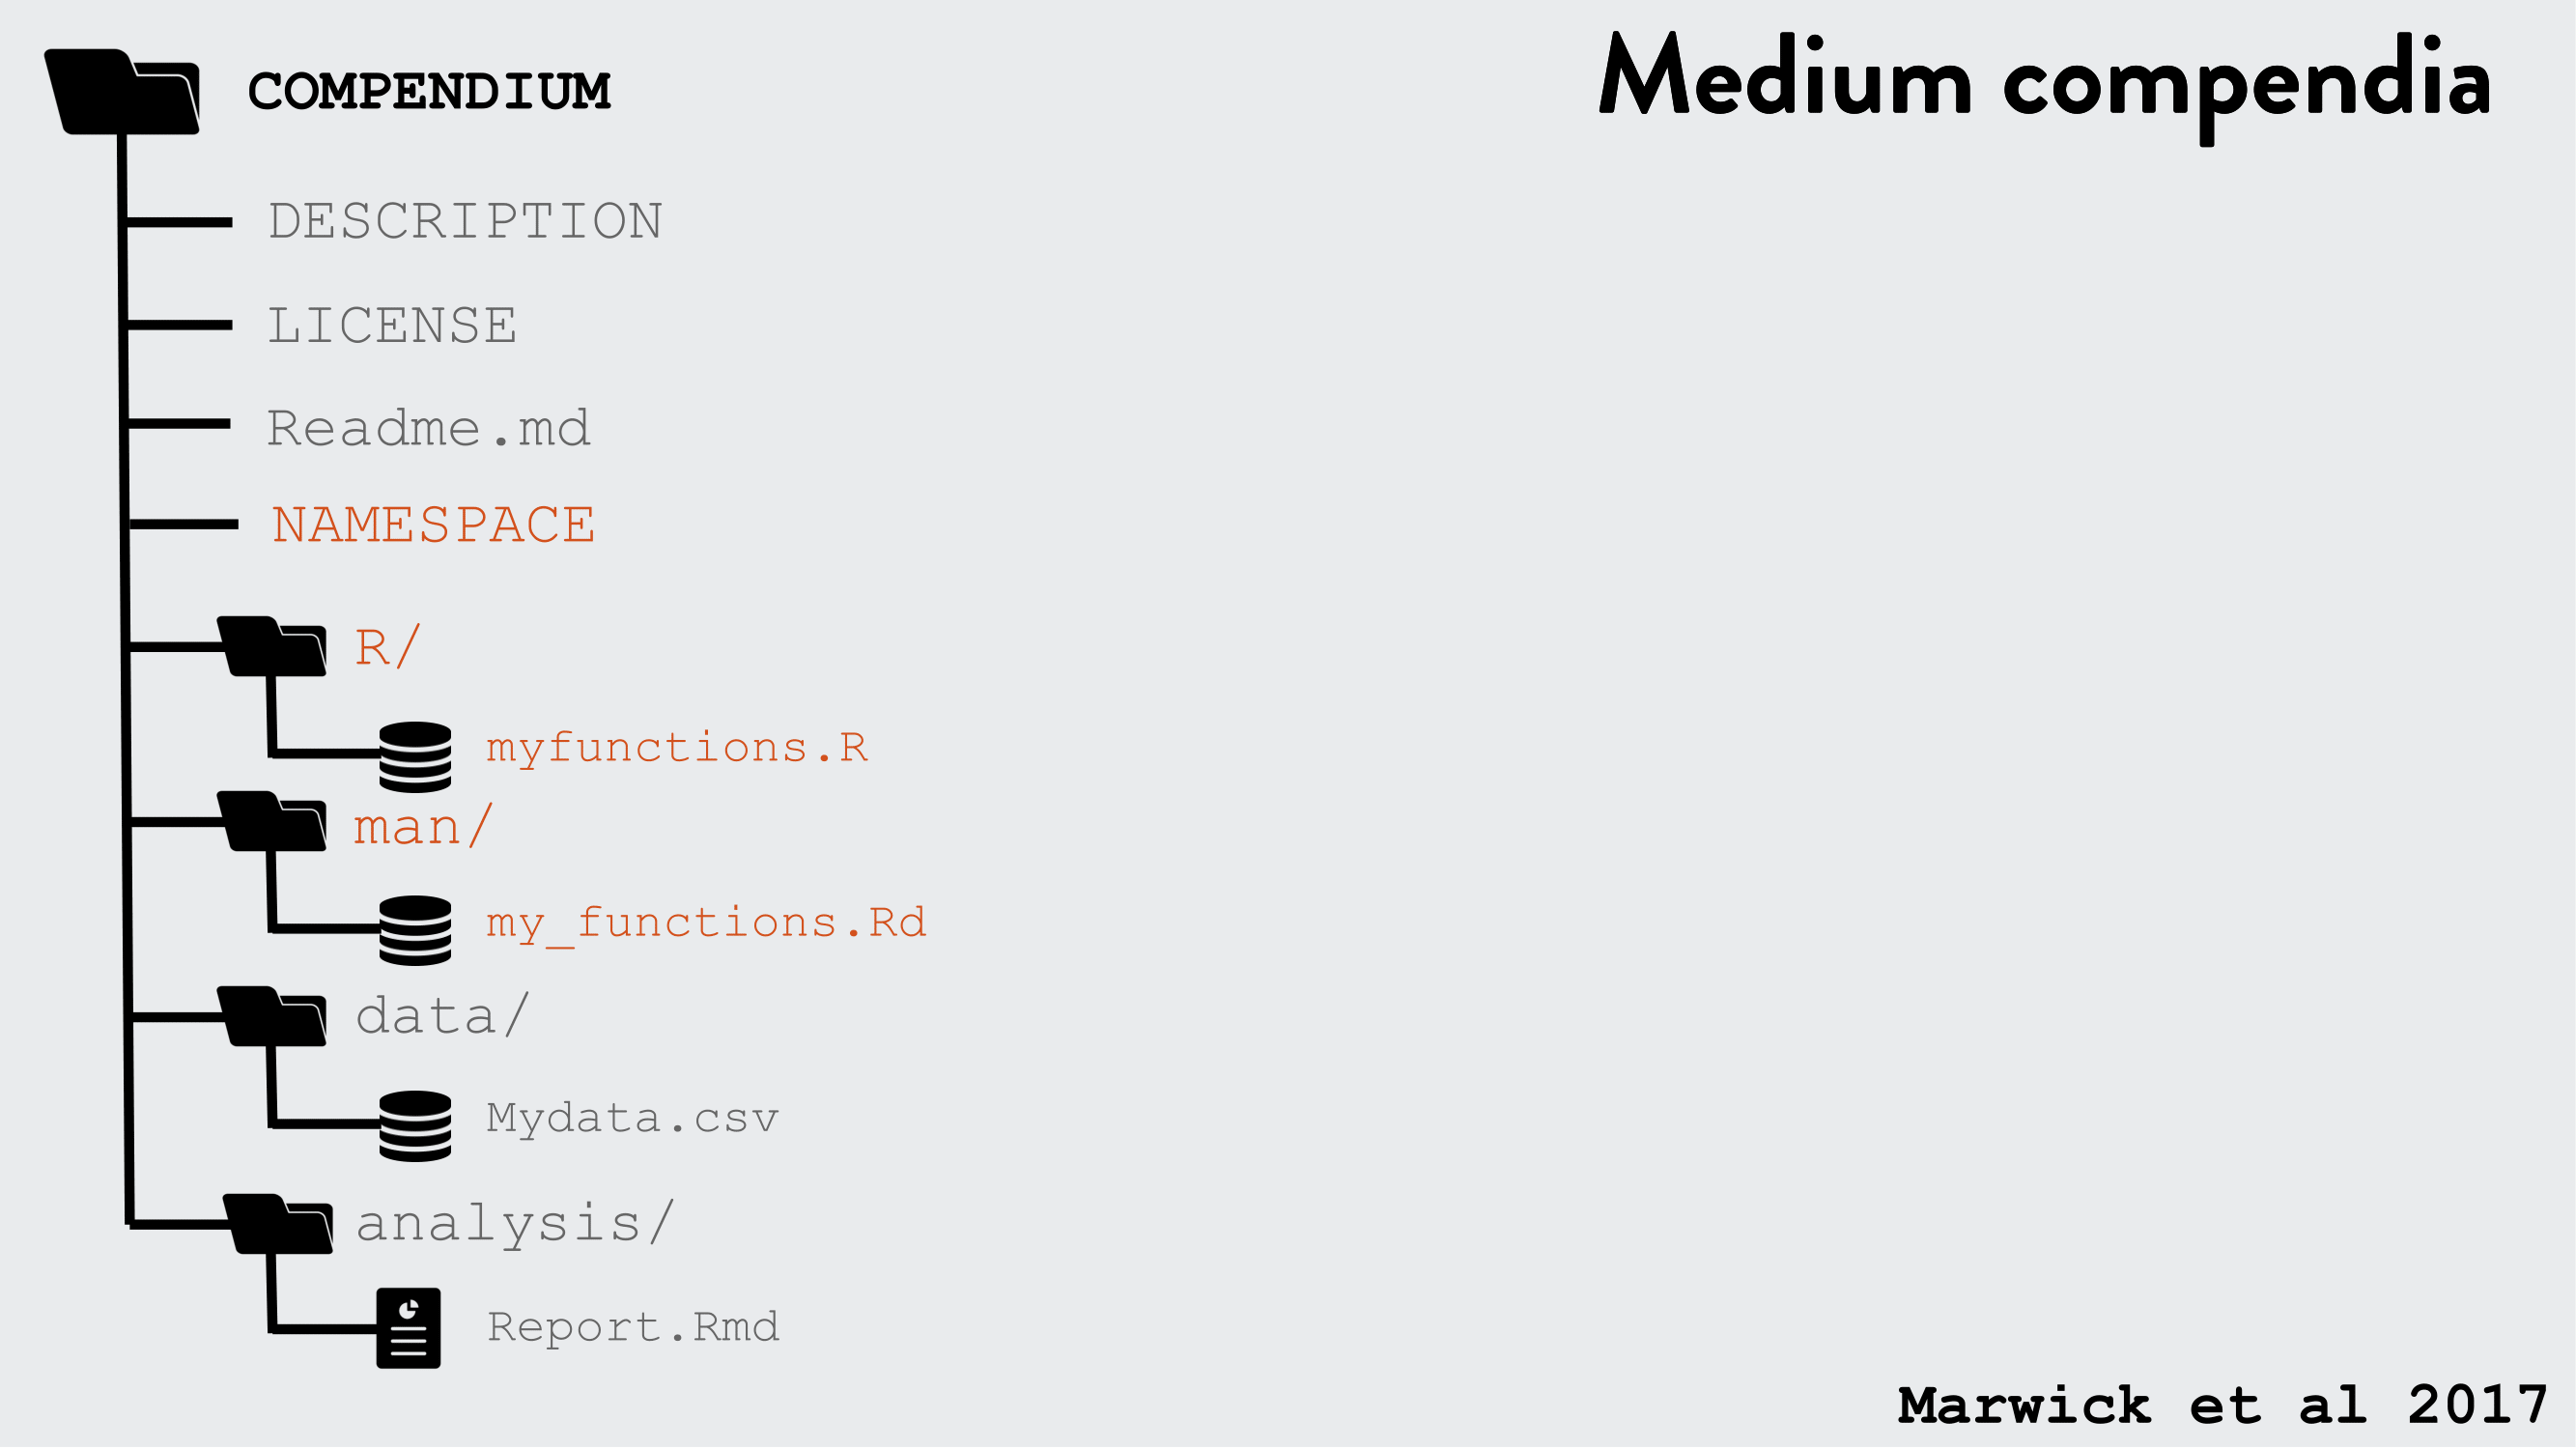 Medium compendia
COMPENDIUM
DESCRIPTION
LICENSE
Readme.md
NAMESPACE
R/
myfunctions.R
man/
my_functions.Rd
data/
Mydata.csv
analysis/
Report.Rmd
Marwick et al 2017